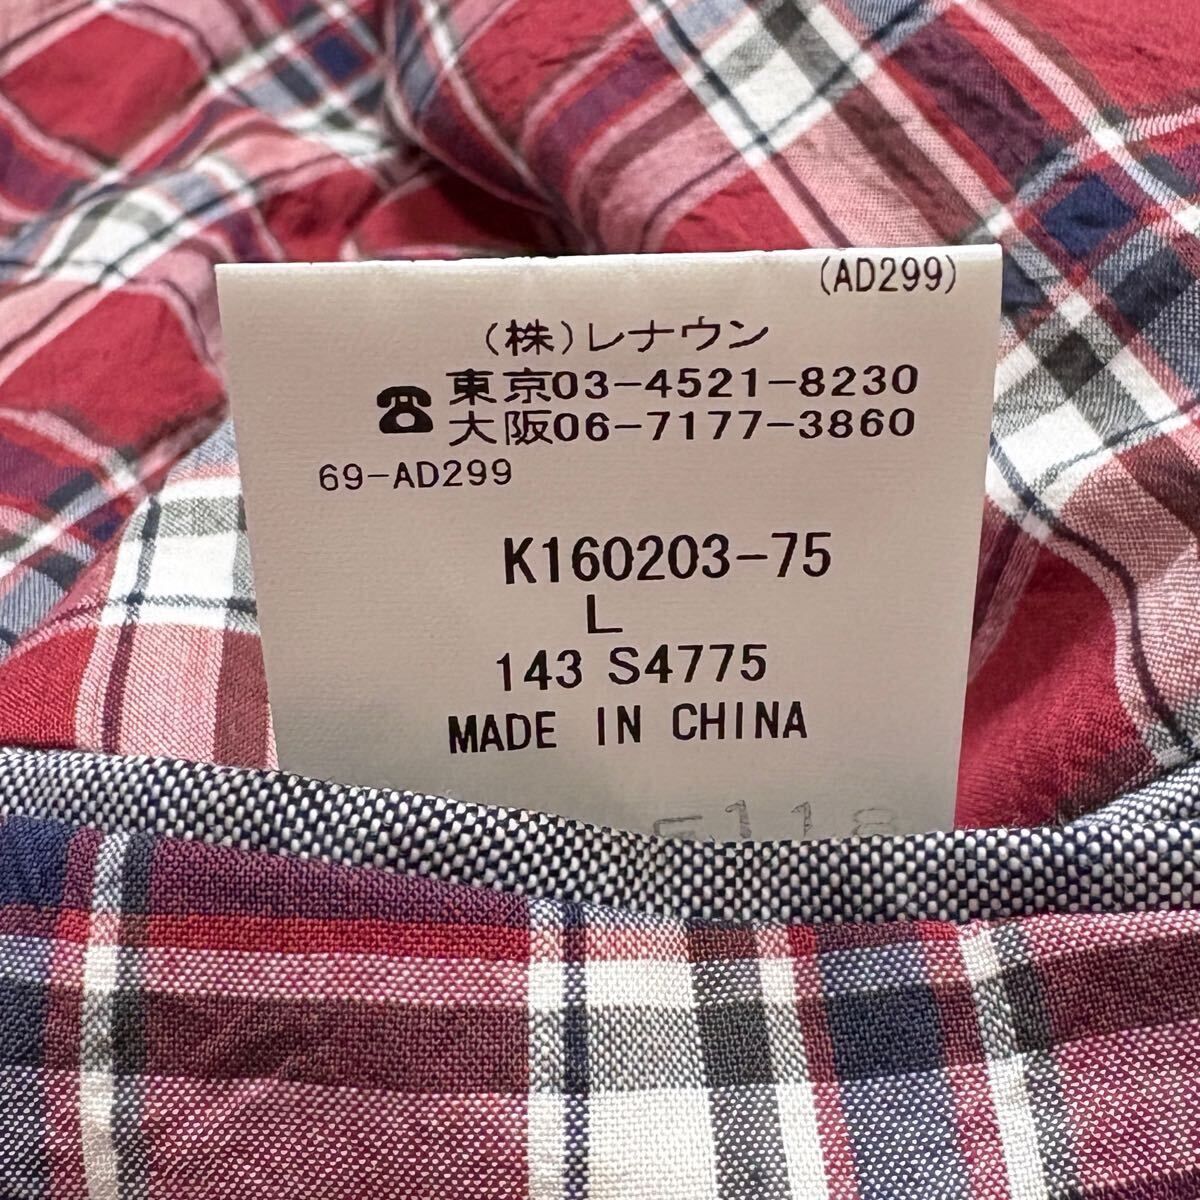 (AD299)
(株)レナウン
☎東京03-4521-8230
大阪06-7177-3860
69-AD299
K160203-75
L
143 S4775
MADE IN CHINA